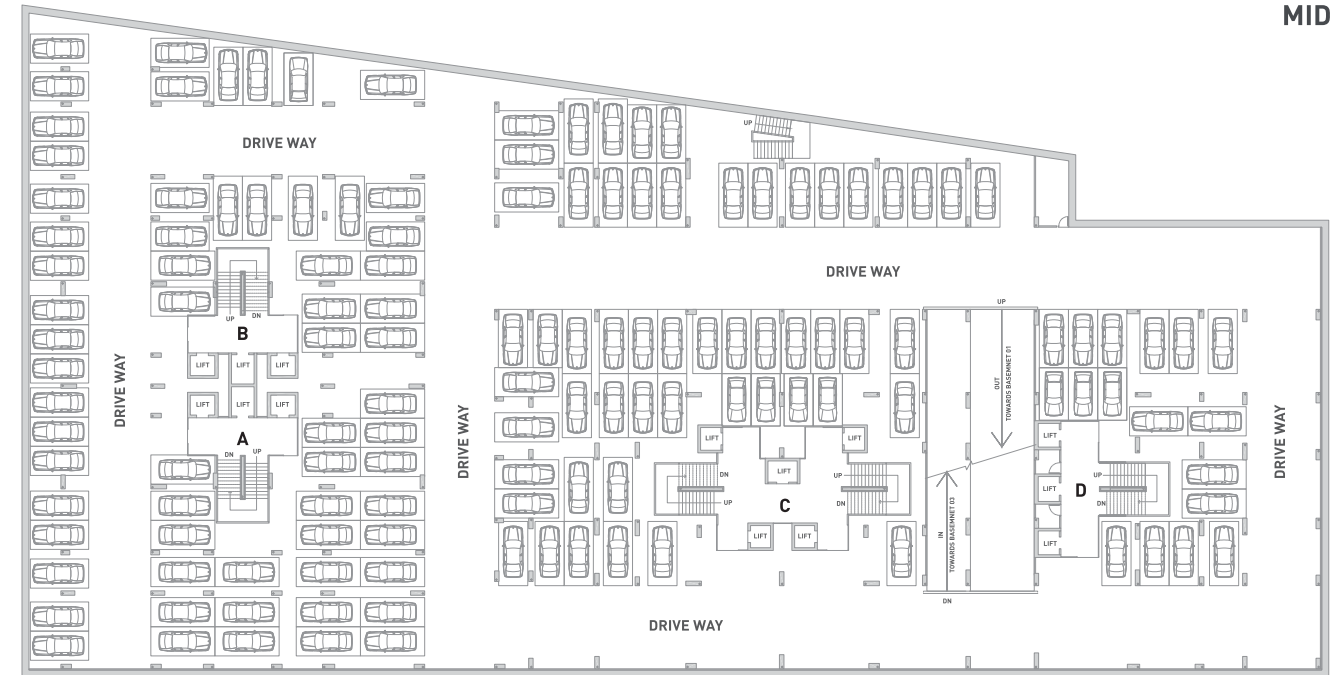 MID
DRIVE WAY
UP
DRIVE WAY
UP
UP
DN
B
LIFT
LIFT
LIFT
DRIVE WAY
OUT
TOWARDS BASEMNET 01
LIFT
LIFT
LIFT
A
DN
UP
DRIVE WAY
LIFT
LIFT
LIFT
DN
UP
C
UP
DN
LIFT
LIFT
IN
TOWARDS BASEMNET 03
LIFT
LIFT
LIFT
D
UP
DN
DRIVE WAY
DN
DRIVE WAY